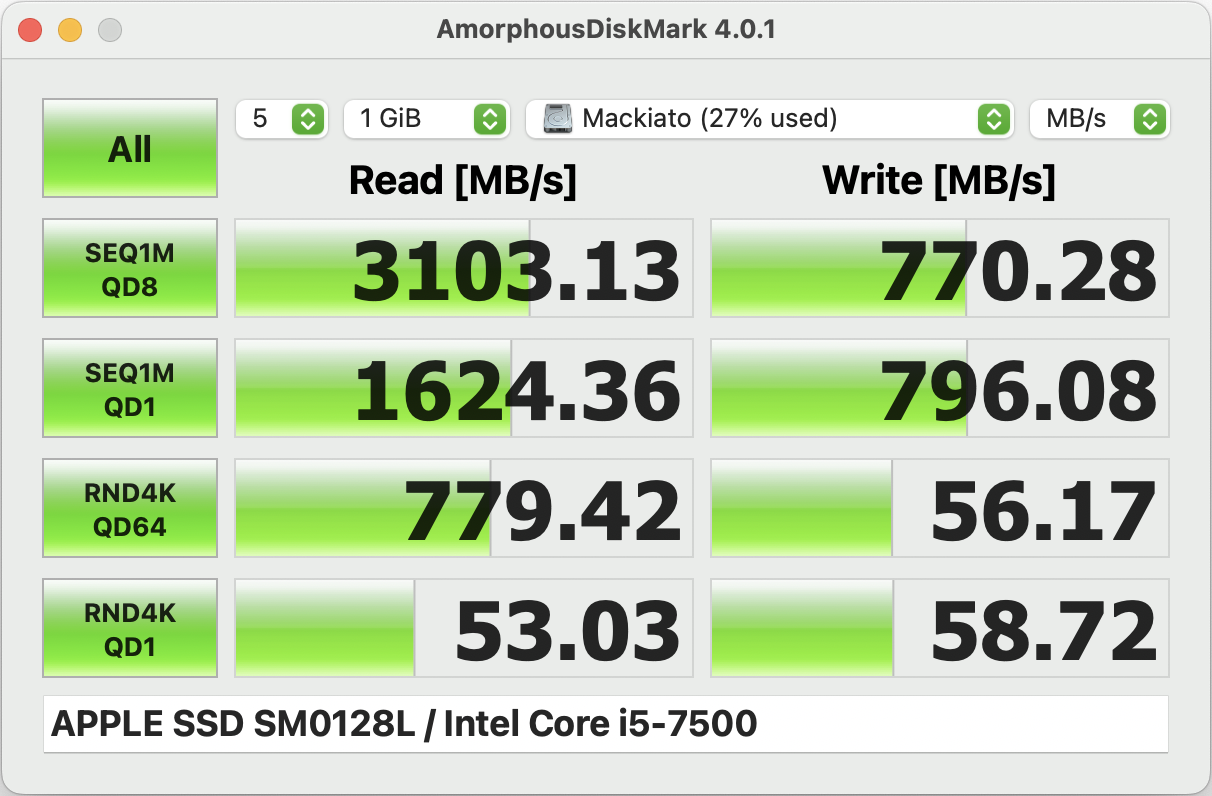 AmorphousDiskMark 4.0.1
All
5
1 GiB
Mackiato (27% used)
MB/s
Read [MB/s]
Write [MB/s]
SEQ1M
QD8
3103.13
770.28
SEQ1M
QD1
1624.36
796.08
RND4K
QD64
779.42
56.17
RND4K
QD1
53.03
58.72
APPLE SSD SM0128L / Intel Core i5-7500